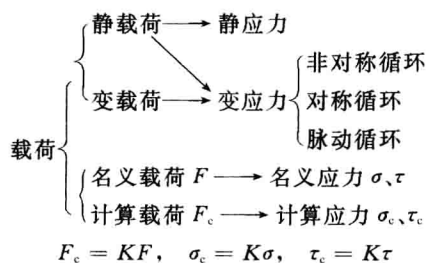 静载荷 静应力
非对称循环
变载荷 变应力 对称循环
脉动循环
载荷
名义载荷 F 名义应力 σ、τ
计算载荷 Fc 计算应力 σc、τc
Fc = KF, σc = Kσ, τc = Kτ